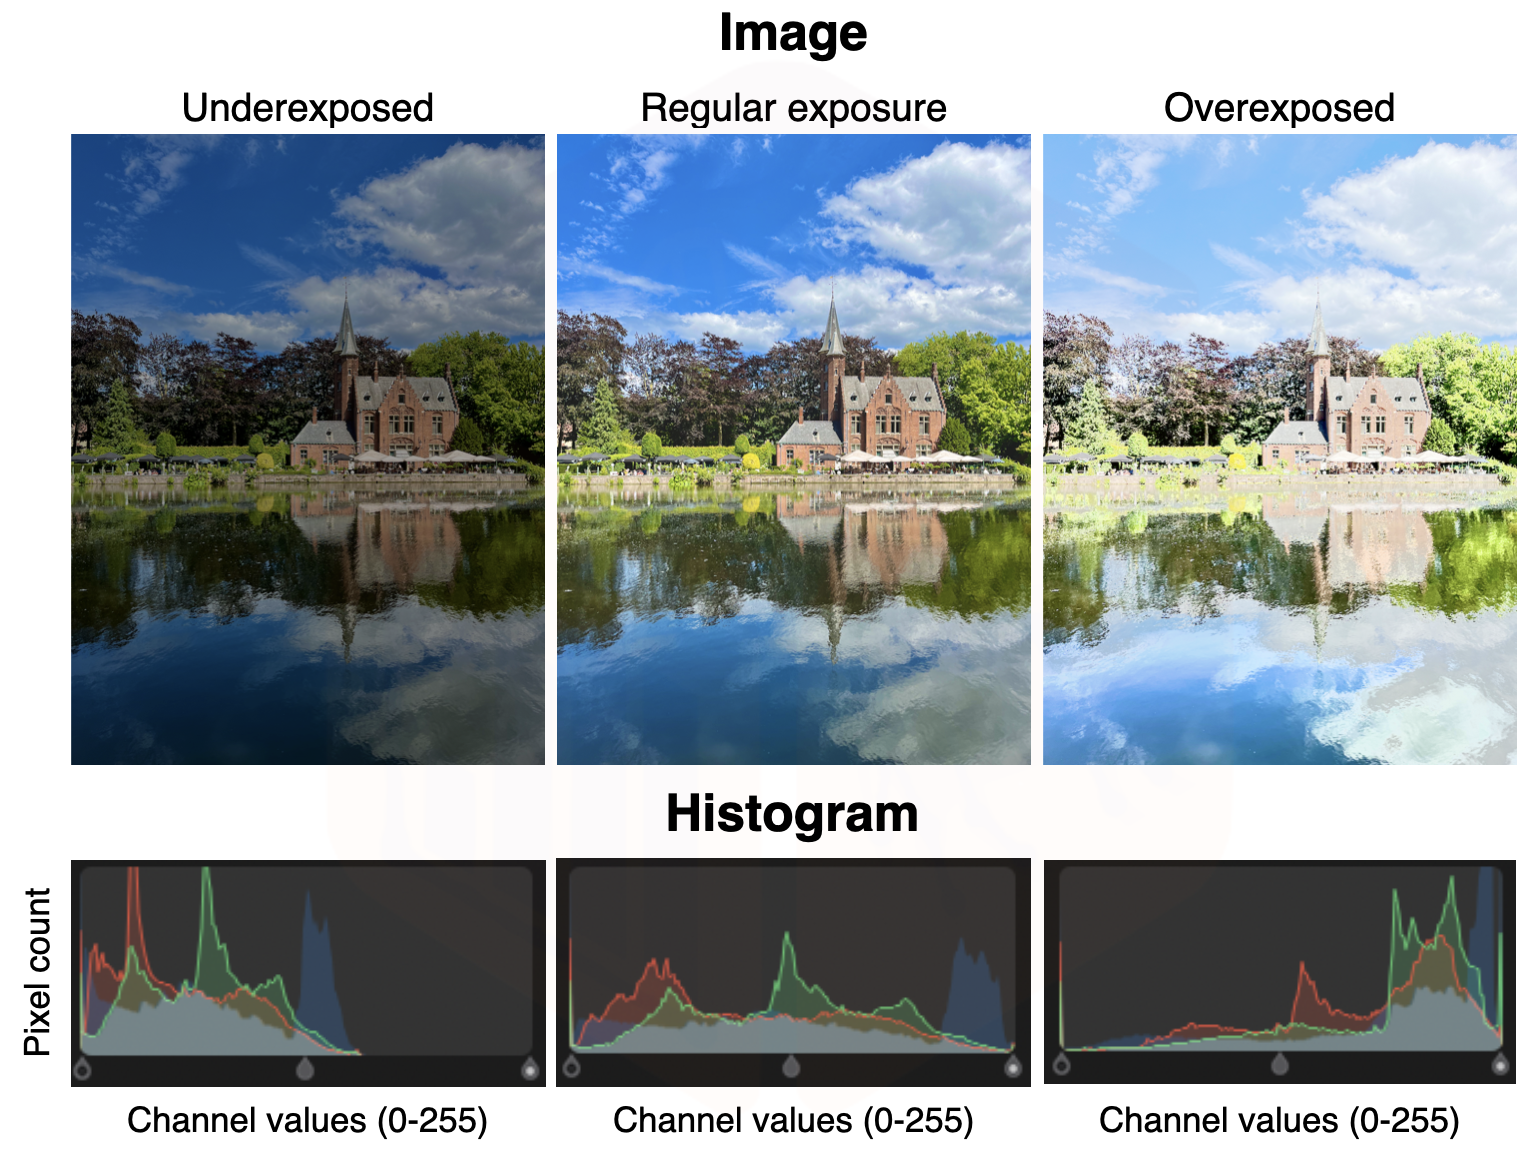 Image
Underexposed
Regular exposure
Overexposed
Histogram
Pixel count
Channel values (0-255)
Channel values (0-255)
Channel values (0-255)